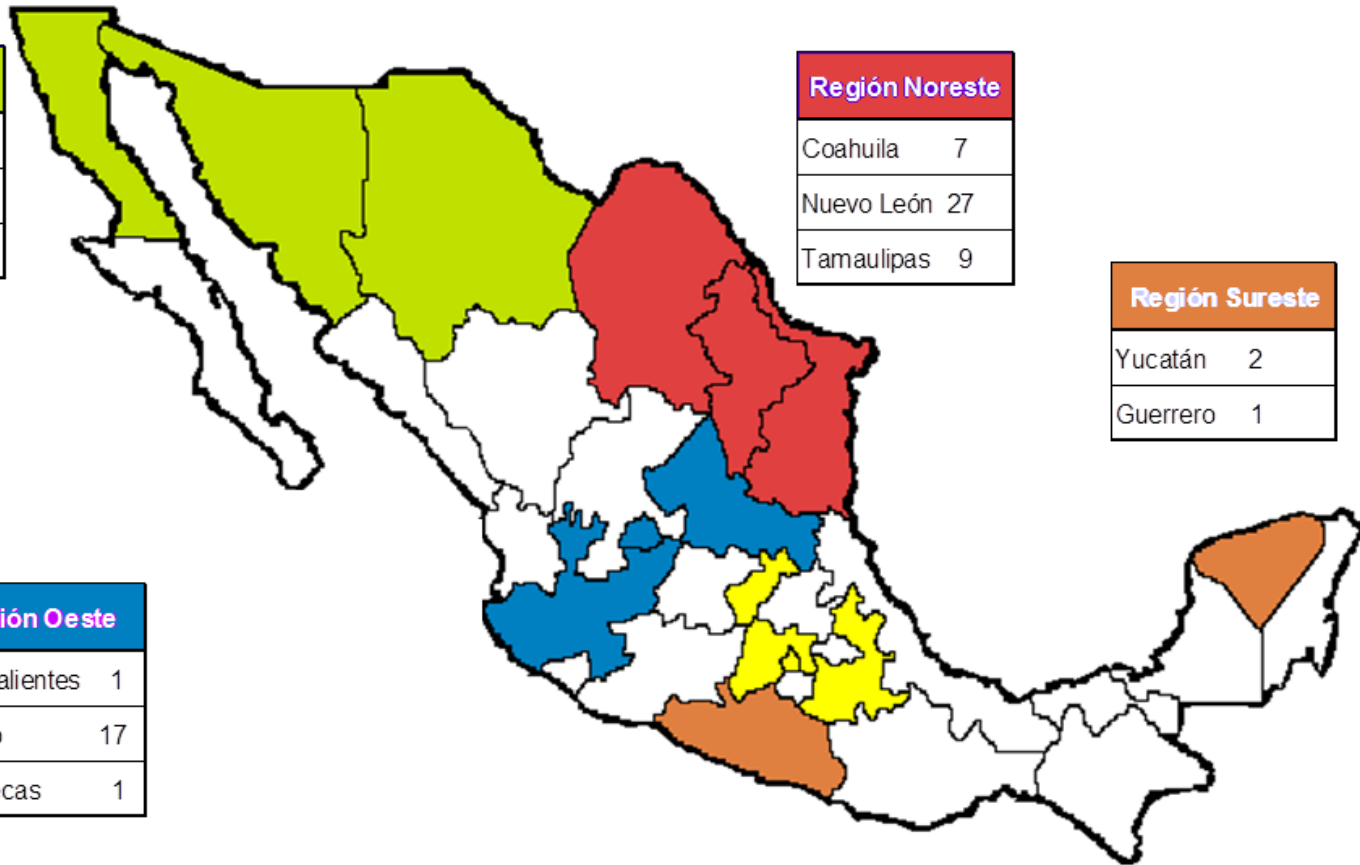 Región Noreste
Coahuila 7
Nuevo León 27
Tamaulipas 9
Región Sureste
Yucatán 2
Guerrero 1
ión Oeste
alientes 1
o 17
cas 1